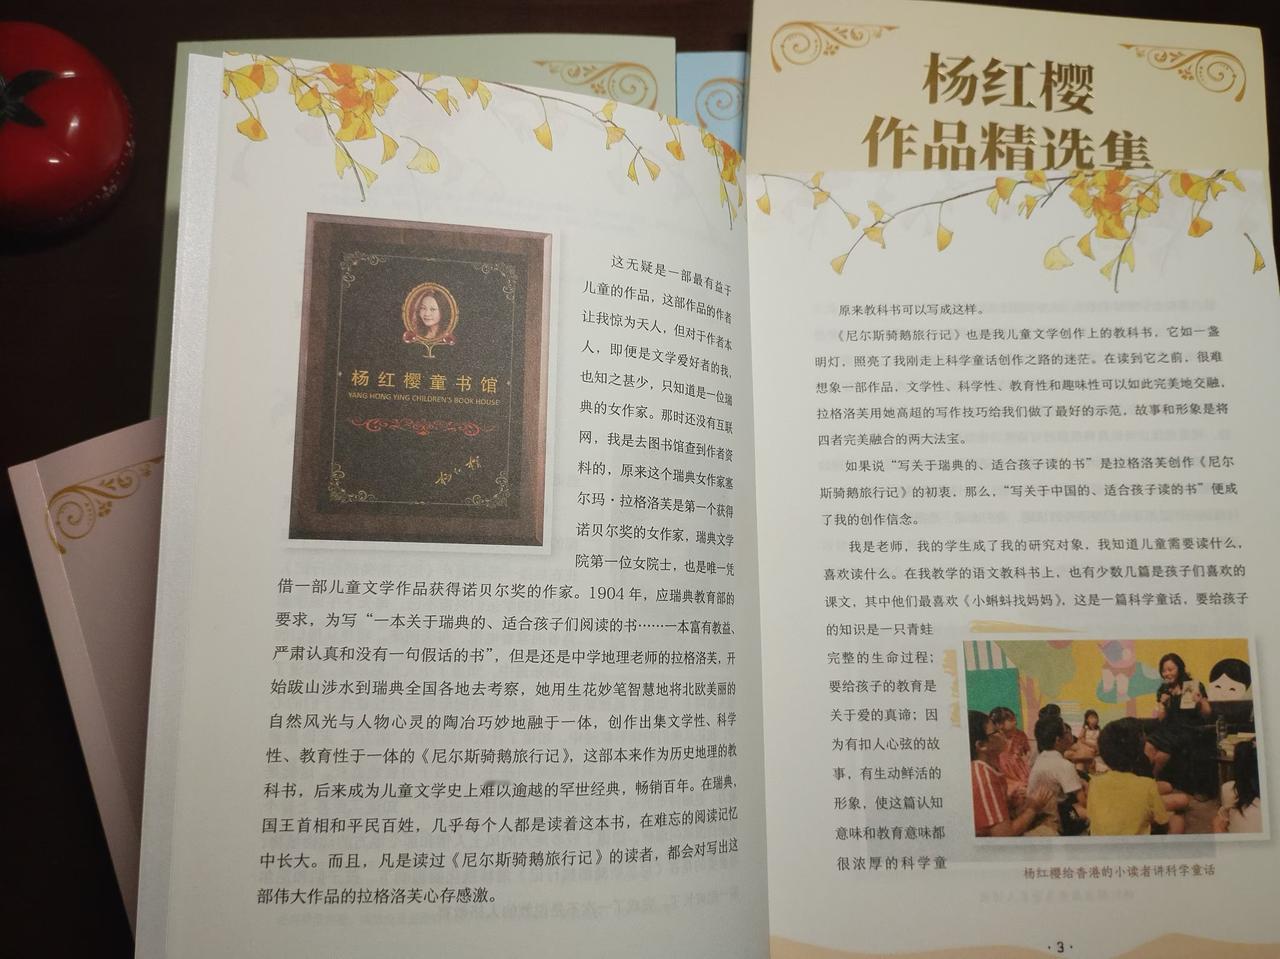 杨红樱
作品精选集
杨红樱童书馆
YANG HONG YING CHILDREN'S BOOK HOUSE
这无疑是一部最有益于
儿童的作品，这部作品的作者
让我惊为天人，但对于作者本
人，即便是文学爱好者的我，
也知之甚少，只知道是一位瑞
典的女作家。那时还没有互联
网，我是去图书馆查到作者资
料的，原来这个瑞典女作家塞
尔玛·拉格洛芙是第一个获得
诺贝尔奖的女作家，瑞典文学
院第一位女院士，也是唯一凭
借一部儿童文学作品获得诺贝尔奖的作家。1904 年，应瑞典教育部的
要求，为写“一本关于瑞典的、适合孩子们阅读的书……一本富有教益、
严肃认真和没有一句假话的书”，但是还是中学地理老师的拉格洛芙，开
始跋山涉水到瑞典全国各地去考察，她用生花妙笔智慧地将北欧美丽的
自然风光与人物心灵的陶冶巧妙地融于一体，创作出集文学性、科学
性、教育性于一体的《尼尔斯骑鹅旅行记》，这部本来作为历史地理的教
科书，后来成为儿童文学史上难以逾越的罕世经典，畅销百年。在瑞典，
国王首相和平民百姓，几乎每个人都是读着这本书，在难忘的阅读记忆
中长大。而且，凡是读过《尼尔斯骑鹅旅行记》的读者，都会对写出这
部伟大作品的拉格洛芙心存感激。
原来教科书可以写成这样。
《尼尔斯骑鹅旅行记》也是我儿童文学创作上的教科书，它如一盏
明灯，照亮了我刚走上科学童话创作之路的迷茫。在读到它之前，很难
想象一部作品，文学性、科学性、教育性和趣味性可以如此完美地交融，
拉格洛芙用她高超的写作技巧给我们做了最好的示范，故事和形象是将
四者完美融合的两大法宝。
如果说“写关于瑞典的、适合孩子读的书”是拉格洛芙创作《尼尔
斯骑鹅旅行记》的初衷，那么，“写关于中国的、适合孩子读的书”便成
了我的创作信念。
我是老师，我的学生成了我的研究对象，我知道儿童需要读什么，
喜欢读什么。在我教学的语文教科书上，也有少数几篇是孩子们喜欢的
课文，其中他们最喜欢《小蝌蚪找妈妈》，这是一篇科学童话，要给孩子
的知识是一只青蛙
完整的生命过程；
要给孩子的教育是
关于爱的真谛；因
为有扣人心弦的故
事，有生动鲜活的
形象，使这篇认知
意味和教育意味都
很浓厚的科学童
杨红樱给香港的小读者讲科学童话
·3·